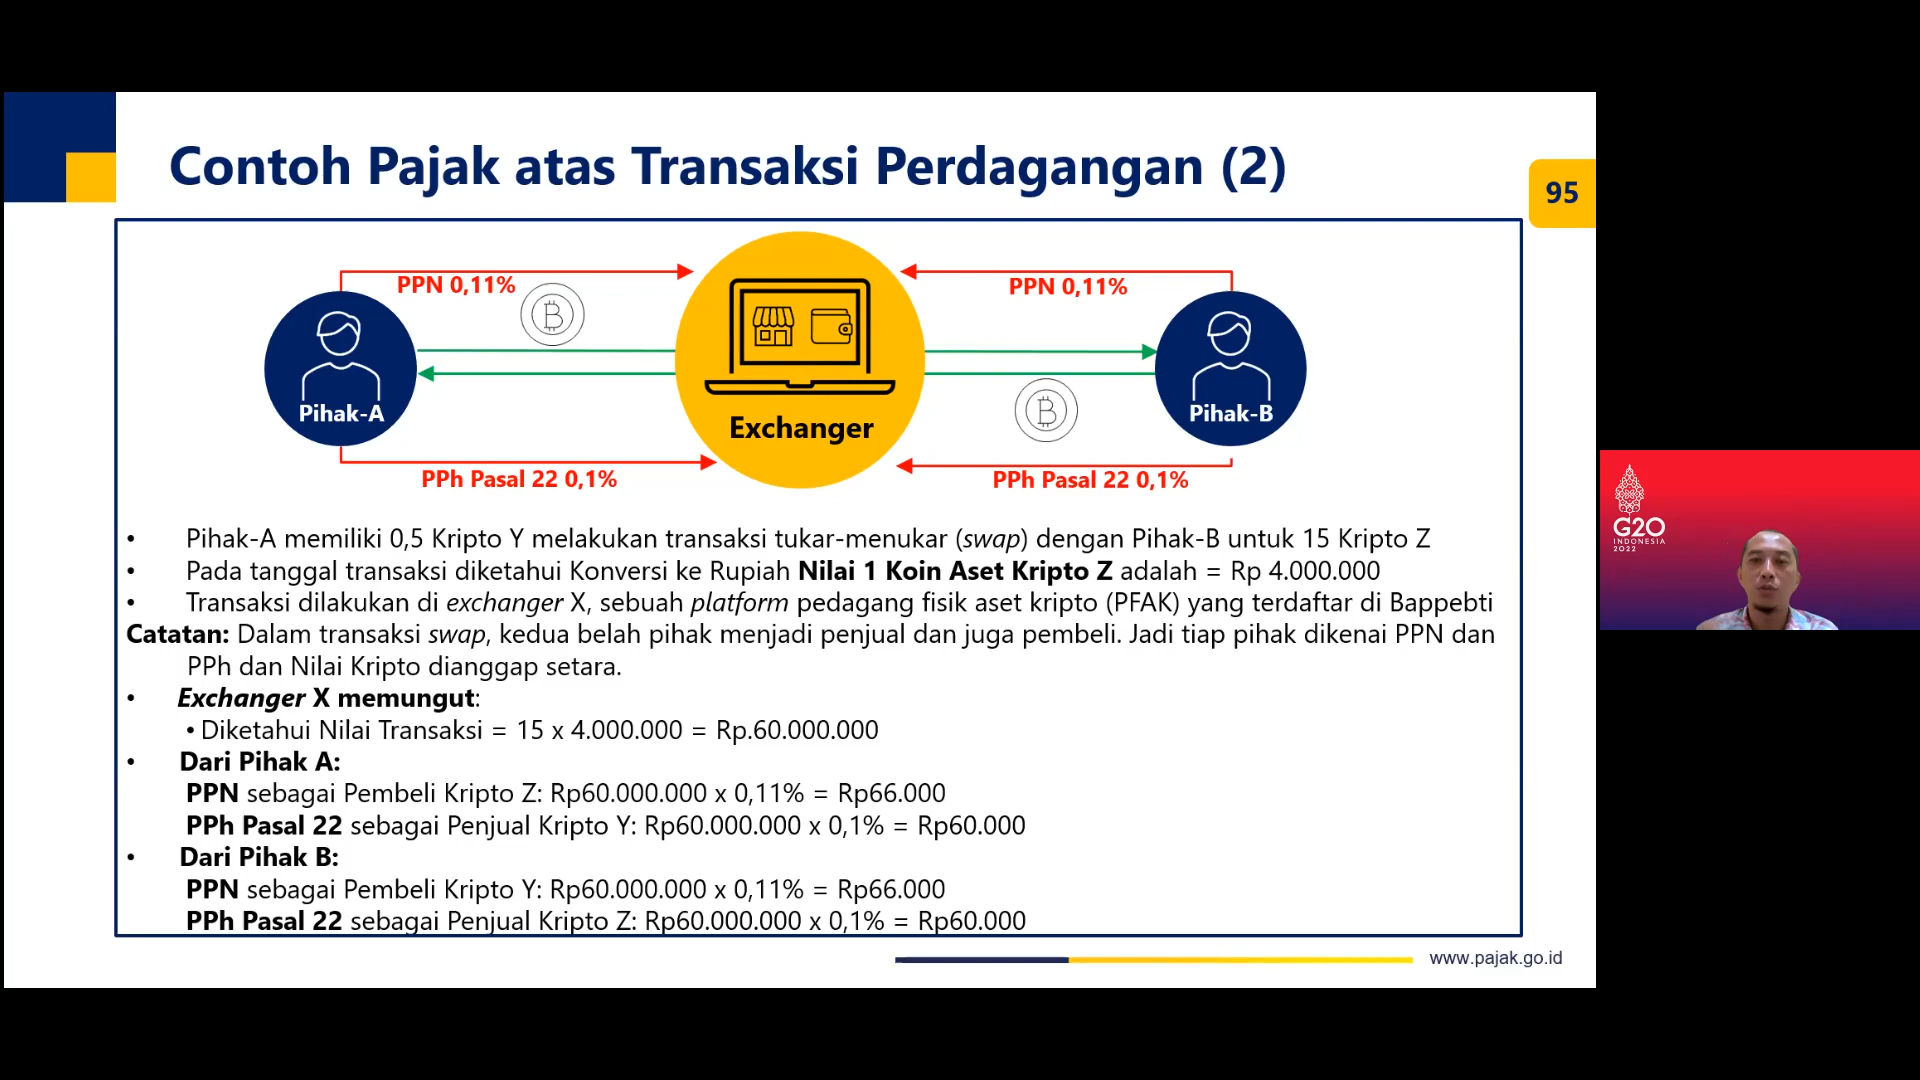 Contoh Pajak atas Transaksi Perdagangan (2)
95
PPN 0,11%
PPN 0,11%
Pihak-A
Exchanger
Pihak-B
PPh Pasal 22 0,1%
PPh Pasal 22 0,1%
• Pihak-A memiliki 0,5 Kripto Y melakukan transaksi tukar-menukar (swap) dengan Pihak-B untuk 15 Kripto Z
• Pada tanggal transaksi diketahui Konversi ke Rupiah Nilai 1 Koin Aset Kripto Z adalah = Rp 4.000.000
• Transaksi dilakukan di exchanger X, sebuah platform pedagang fisik aset kripto (PFAK) yang terdaftar di Bappebti
Catatan: Dalam transaksi swap, kedua belah pihak menjadi penjual dan juga pembeli. Jadi tiap pihak dikenai PPN dan
PPh dan Nilai Kripto dianggap setara.
• Exchanger X memungut:
• Diketahui Nilai Transaksi = 15 x 4.000.000 = Rp.60.000.000
• Dari Pihak A:
PPN sebagai Pembeli Kripto Z: Rp60.000.000 x 0,11% = Rp66.000
PPh Pasal 22 sebagai Penjual Kripto Y: Rp60.000.000 x 0,1% = Rp60.000
• Dari Pihak B:
PPN sebagai Pembeli Kripto Y: Rp60.000.000 x 0,11% = Rp66.000
PPh Pasal 22 sebagai Penjual Kripto Z: Rp60.000.000 x 0,1% = Rp60.000
www.pajak.go.id
G20
INDONESIA
2022